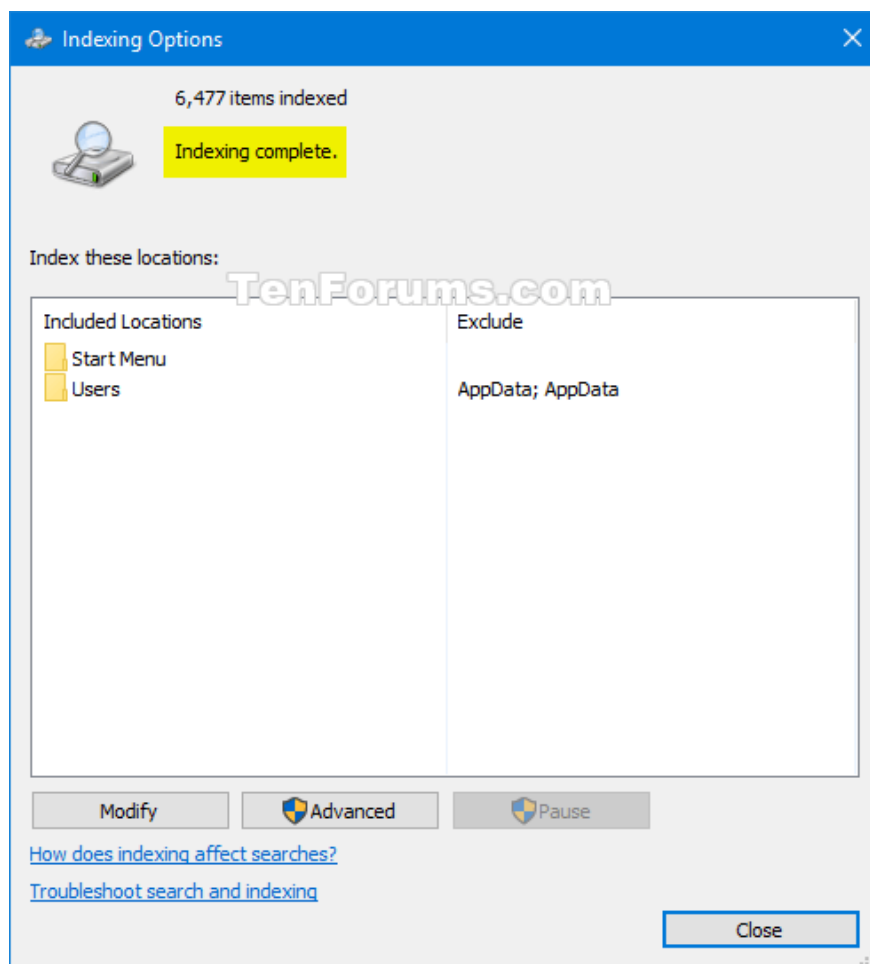 Indexing Options
6,477 items indexed
Indexing complete.
Index these locations:
TenForums.com
Included Locations Exclude
Start Menu
Users AppData; AppData
Modify Advanced Pause
How does indexing affect searches?
Troubleshoot search and indexing
Close